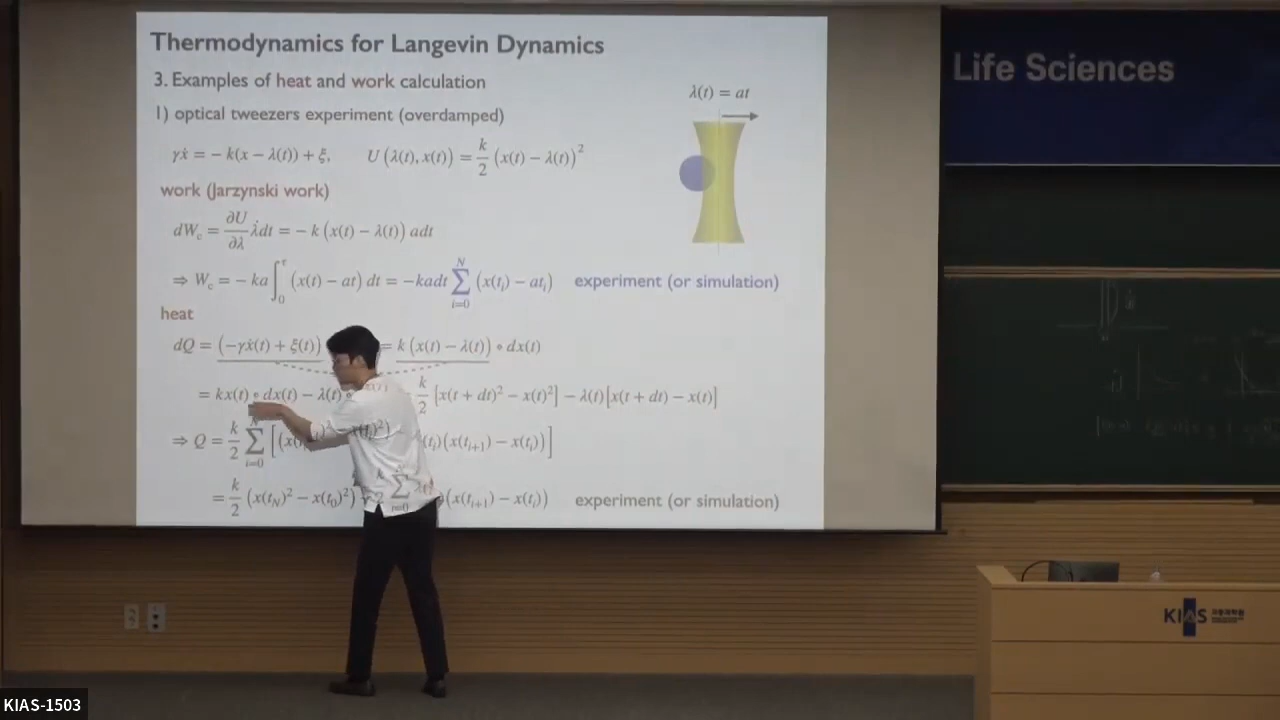 Thermodynamics for Langevin Dynamics
3. Examples of heat and work calculation
1) optical tweezers experiment (overdamped)
λ(t) = at
γẋ = − k(x − λ(t)) + ξ, U (λ(t), x(t)) = k/2 (x(t) − λ(t))²
work (Jarzynski work)
dW_c = ∂U/∂λ λ̇dt = − k (x(t) − λ(t)) adt
⇒ W_c = − ka ∫₀^τ (x(t) − at) dt = −kadt ∑_{i=0}^{N} (x(t_i) − at_i) experiment (or simulation)
heat
dQ = (−γẋ(t) + ξ(t)) = k (x(t) − λ(t)) ∘ dx(t)
= kx(t) ∘ dx(t) − λ(t) k/2 [x(t + dt)² − x(t)²] − λ(t)[x(t + dt) − x(t)]
⇒ Q = k/2 ∑_{i=0} (x(t_{i+1}) − x(t_i))]
= k/2 (x(t_N)² − x(t_0)²) ∑_{i=0} (x(t_{i+1}) − x(t_i)) experiment (or simulation)
Life Sciences
KIAS
KIAS-1503